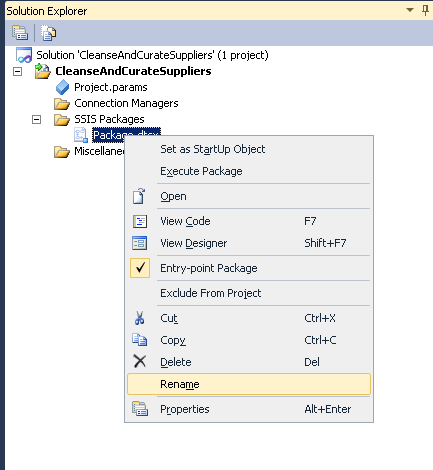 Solution Explorer
Solution 'CleanseAndCurateSuppliers' (1 project)
CleanseAndCurateSuppliers
Project.params
Connection Managers
SSIS Packages
Package.dtsx
Miscellane
Set as StartUp Object
Execute Package
Open
View Code F7
View Designer Shift+F7
Entry-point Package
Exclude From Project
Cut Ctrl+X
Copy Ctrl+C
Delete Del
Rename
Properties Alt+Enter